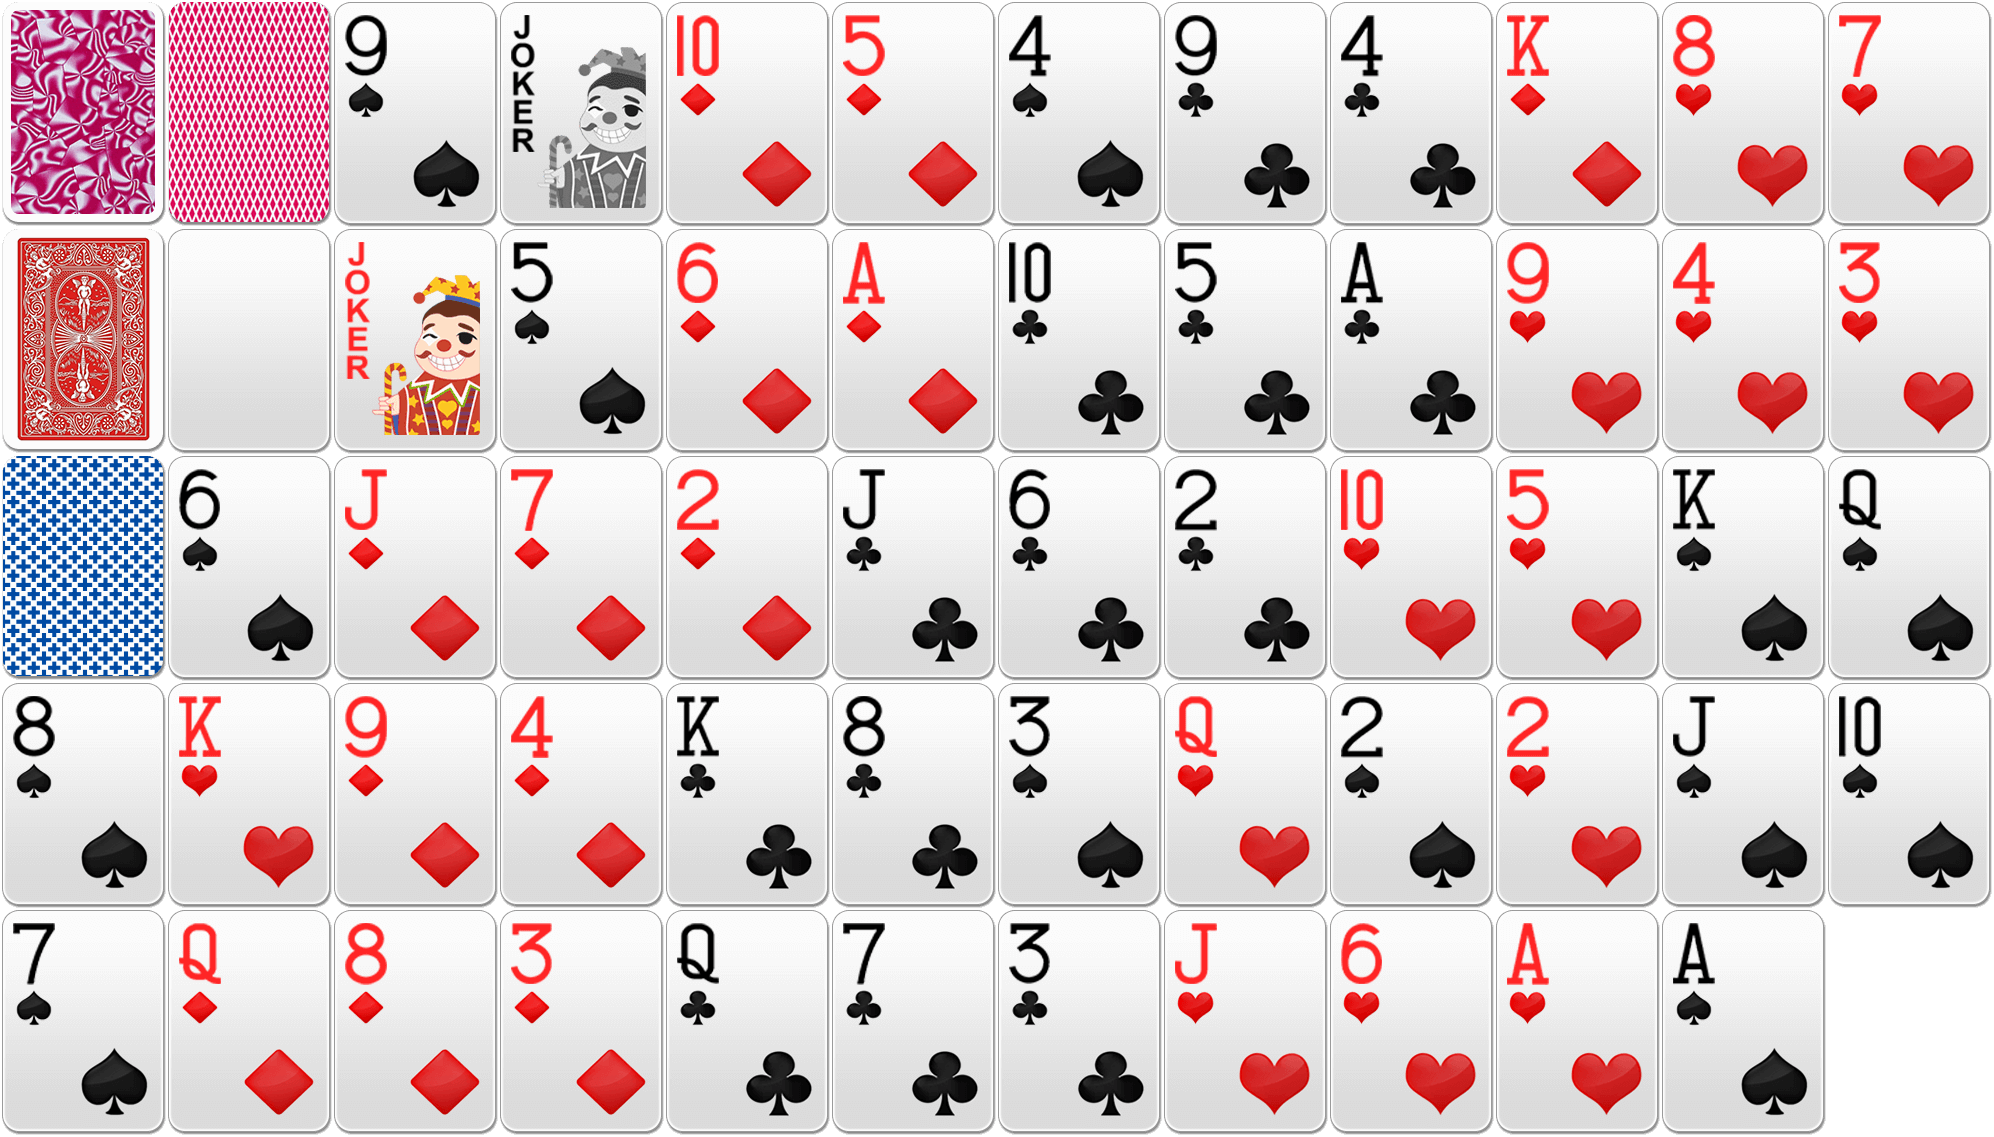 9 JOKER 10 5 4 9 4 K 8 7
JOKER 5 6 A 10 5 A 9 4 3
6 J 7 2 J 6 2 10 5 K Q
8 K 9 4 K 8 3 Q 2 2 J 10
7 Q 8 3 Q 7 3 J 6 A A